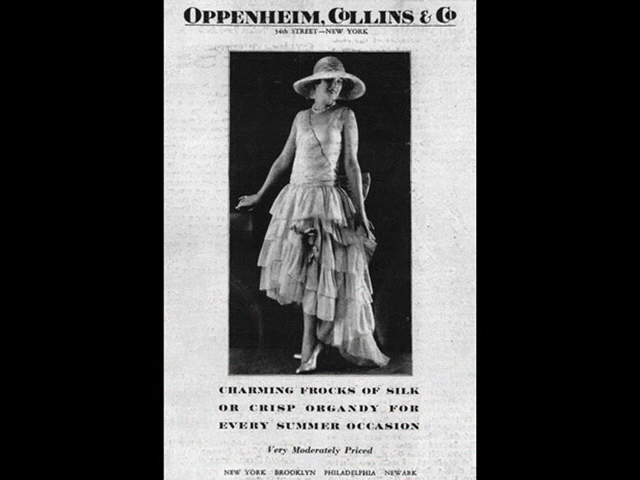 OPPENHEIM, COLLINS & CO
34th STREET—NEW YORK
CHARMING FROCKS OF SILK
OR CRISP ORGANDY FOR
EVERY SUMMER OCCASION
Very Moderately Priced
NEW YORK BROOKLYN PHILADELPHIA NEWARK